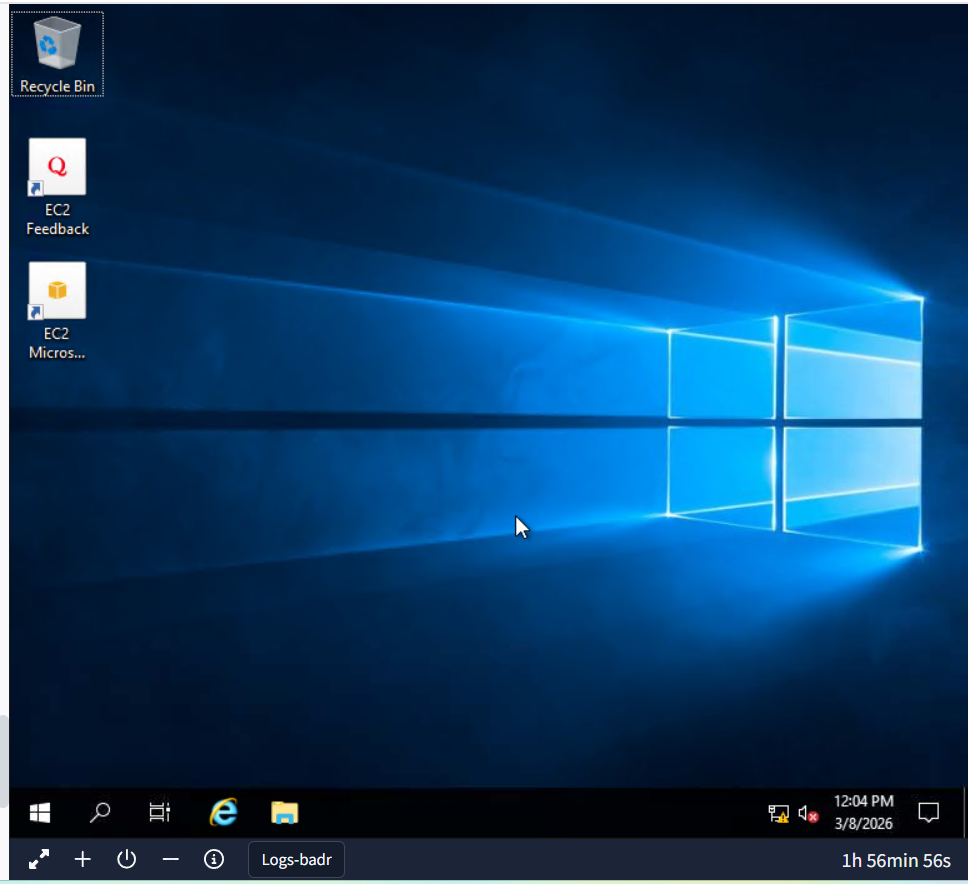 Recycle Bin
Q
EC2
Feedback
EC2
Micros...
12:04 PM
3/8/2026
Logs-badr
1h 56min 56s